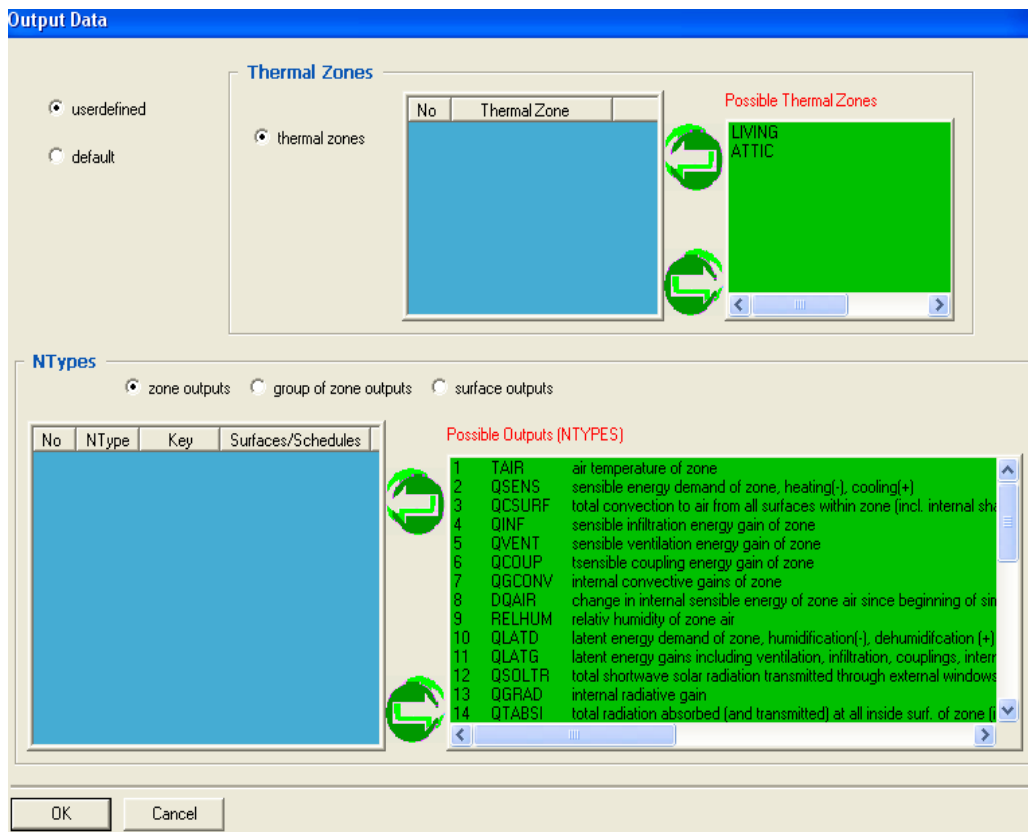 Output Data
Thermal Zones
userdefined
default
thermal zones
No ThermalZone
Possible Thermal Zones
LIVING
ATTIC
NTypes
zone outputs group of zone outputs surface outputs
No NType Key Surfaces/Schedules
Possible Outputs (NTYPES)
1 TAIR air temperature of zone
2 QSENS sensible energy demand of zone, heating(-), cooling(+)
3 QCSURF total convection to air from all surfaces within zone (incl. internal sha
4 QINF sensible infiltration energy gain of zone
5 QVENT sensible ventilation energy gain of zone
6 QCOUP tsensible coupling energy gain of zone
7 QGCONV internal convective gains of zone
8 DQAIR change in internal sensible energy of zone air since beginning of sim
9 RELHUM relativ humidity of zone air
10 QLATD latent energy demand of zone, humidification(-), dehumidifcation (+)
11 QLATG latent energy gains including ventilation, infiltration, couplings, intern
12 QSOLTR total shortwave solar radiation transmitted through external windows
13 QGRAD internal radiative gain
14 QTABSI total radiation absorbed (and transmitted) at all inside surf. of zone (i
OK Cancel